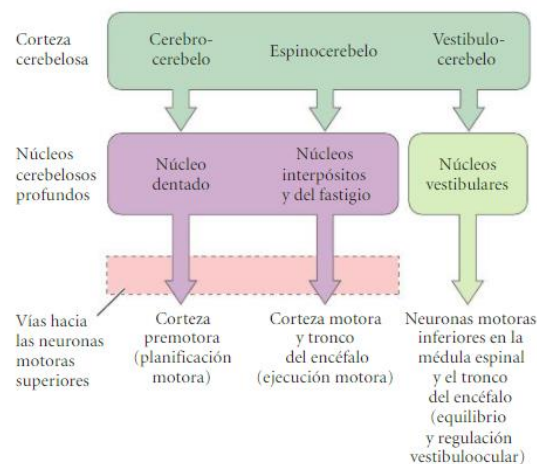 Corteza
cerebelosa
Cerebro-
cerebelo
Espinocerebelo
Vestíbulo-
cerebelo
Núcleos
cerebelosos
profundos
Núcleo
dentado
Núcleos
interpósitos
y del fastigio
Núcleos
vestibulares
Vías hacia
las neuronas
motoras
superiores
Corteza
premotora
(planificación
motora)
Corteza motora
y tronco
del encéfalo
(ejecución motora)
Neuronas motoras
inferiores en la
médula espinal
y el tronco
del encéfalo
(equilibrio
y regulación
vestibuloocular)